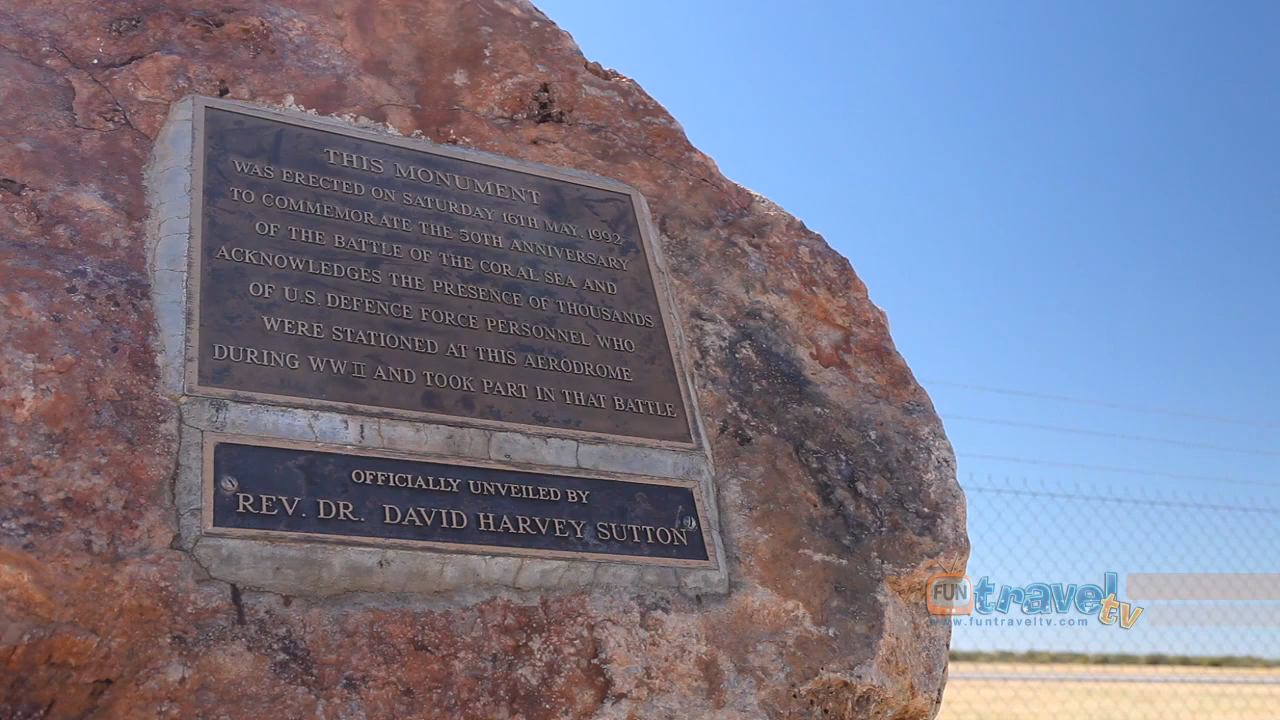 THIS MONUMENT
WAS ERECTED ON SATURDAY 16TH MAY, 1992
TO COMMEMORATE THE 50TH ANNIVERSARY
OF THE BATTLE OF THE CORAL SEA AND
ACKNOWLEDGES THE PRESENCE OF THOUSANDS
OF U.S. DEFENCE FORCE PERSONNEL WHO
WERE STATIONED AT THIS AERODROME
DURING WW II AND TOOK PART IN THAT BATTLE
OFFICIALLY UNVEILED BY
REV. DR. DAVID HARVEY SUTTON
FUN travel tv
www.funtraveltv.com